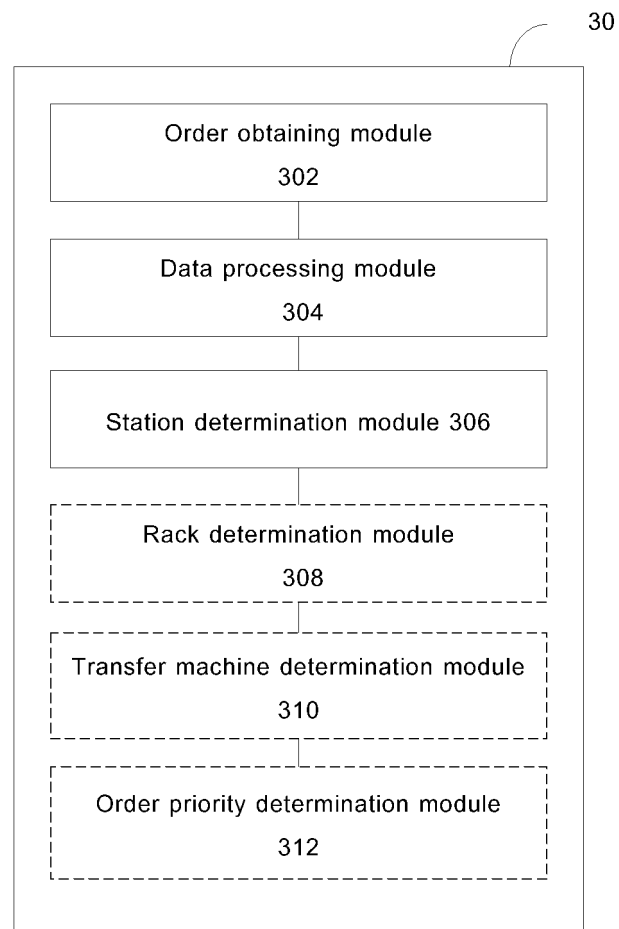 30
Order obtaining module
302
Data processing module
304
Station determination module 306
Rack determination module
308
Transfer machine determination module
310
Order priority determination module
312